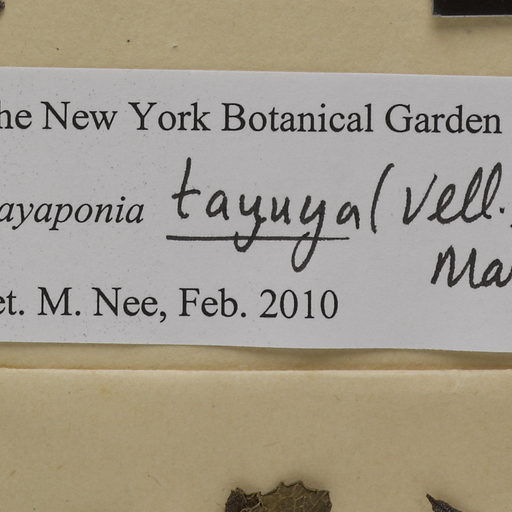 he New York Botanical Garden
ayaponia tayuya (Vell.
Ma
et. M. Nee, Feb. 2010